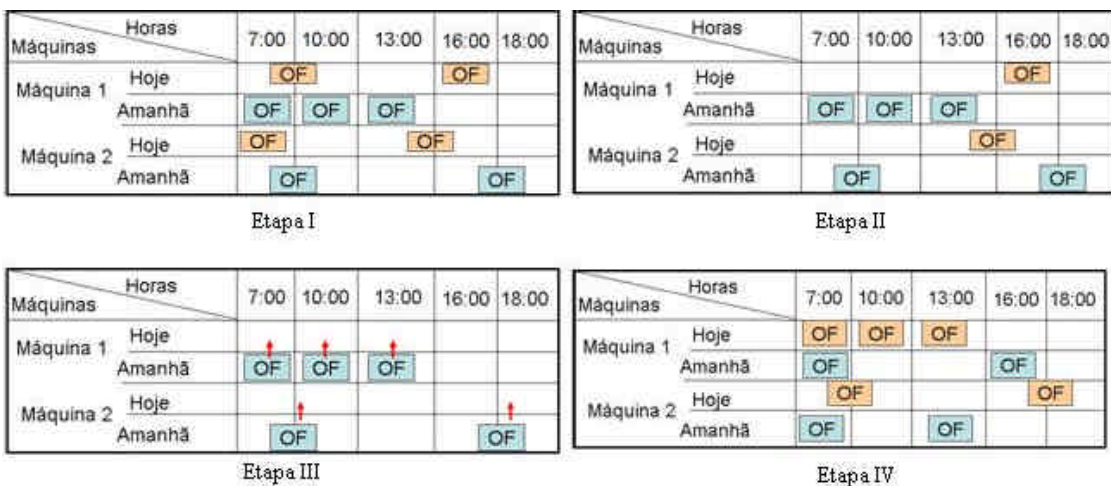 Horas
Máquinas
7:00 10:00 13:00 16:00 18:00
Máquina 1
Hoje
OF OF
Amanhã
OF OF OF
Máquina 2
Hoje
OF OF
Amanhã
OF OF
Etapa I
Horas
Máquinas
7:00 10:00 13:00 16:00 18:00
Máquina 1
Hoje
OF
Amanhã
OF OF OF
Máquina 2
Hoje
OF
Amanhã
OF OF
Etapa II
Horas
Máquinas
7:00 10:00 13:00 16:00 18:00
Máquina 1
Hoje
Amanhã
OF OF OF
Máquina 2
Hoje
Amanhã
OF OF
Etapa III
Horas
Máquinas
7:00 10:00 13:00 16:00 18:00
Máquina 1
Hoje
OF OF OF
Amanhã
OF OF
Máquina 2
Hoje
OF OF
Amanhã
OF OF
Etapa IV